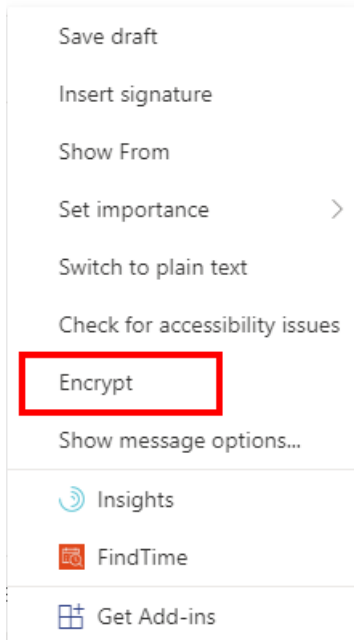 Save draft
Insert signature
Show From
Set importance
Switch to plain text
Check for accessibility issues
Encrypt
Show message options...
Insights
FindTime
Get Add-ins